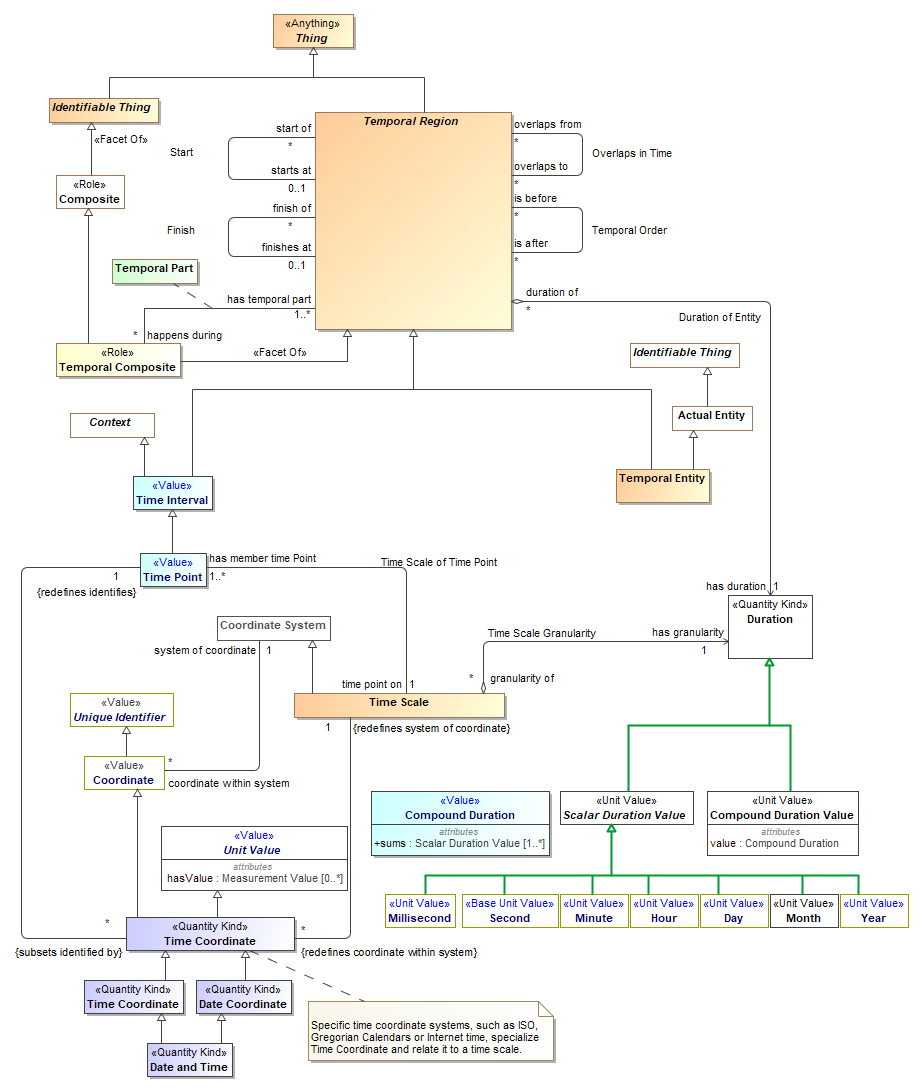 «Anything»
Thing
Identifiable Thing
«Facet Of»
«Role»
Composite
Temporal Region
start of
*
Start
starts at
0..1
finish of
*
Finish
finishes at
0..1
overlaps from
*
Overlaps in Time
overlaps to
*
is before
*
Temporal Order
is after
*
Temporal Part
has temporal part
1..*
*
happens during
«Role»
Temporal Composite
«Facet Of»
duration of
*
Duration of Entity
Identifiable Thing
Actual Entity
Temporal Entity
Context
«Value»
Time Interval
«Value»
Time Point
has member time Point
1..*
Time Scale of Time Point
1
{redefines identifies}
has duration
1
«Quantity Kind»
Duration
Coordinate System
system of coordinate
1
Time Scale Granularity
has granularity
1
*
granularity of
time point on
1
Time Scale
1
{redefines system of coordinate}
«Value»
Unique Identifier
«Value»
Coordinate
*
coordinate within system
«Value»
Unit Value
attributes
hasValue : Measurement Value [0..*]
«Value»
Compound Duration
attributes
+sums : Scalar Duration Value [1..*]
«Unit Value»
Scalar Duration Value
«Unit Value»
Compound Duration Value
attributes
value : Compound Duration
«Unit Value»
Millisecond
«Base Unit Value»
Second
«Unit Value»
Minute
«Unit Value»
Hour
«Unit Value»
Day
«Unit Value»
Month
«Unit Value»
Year
*
{subsets identified by}
«Quantity Kind»
Time Coordinate
*
{redefines coordinate within system}
«Quantity Kind»
Time Coordinate
«Quantity Kind»
Date Coordinate
«Quantity Kind»
Date and Time
Specific time coordinate systems, such as ISO,
Gregorian Calendars or Internet time, specialize
Time Coordinate and relate it to a time scale.